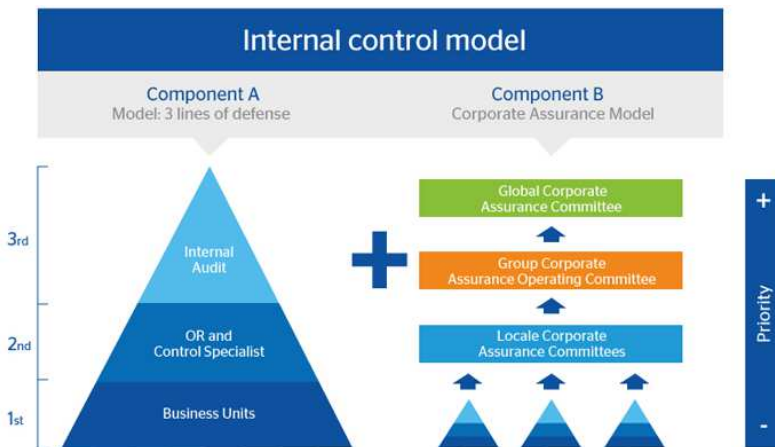 Internal control model
Component A
Model: 3 lines of defense
Component B
Corporate Assurance Model
3rd
2nd
1st
Internal
Audit
OR and
Control Specialist
Business Units
+
Global Corporate
Assurance Committee
Group Corporate
Assurance Operating Committee
Locale Corporate
Assurance Committees
+
Priority
-